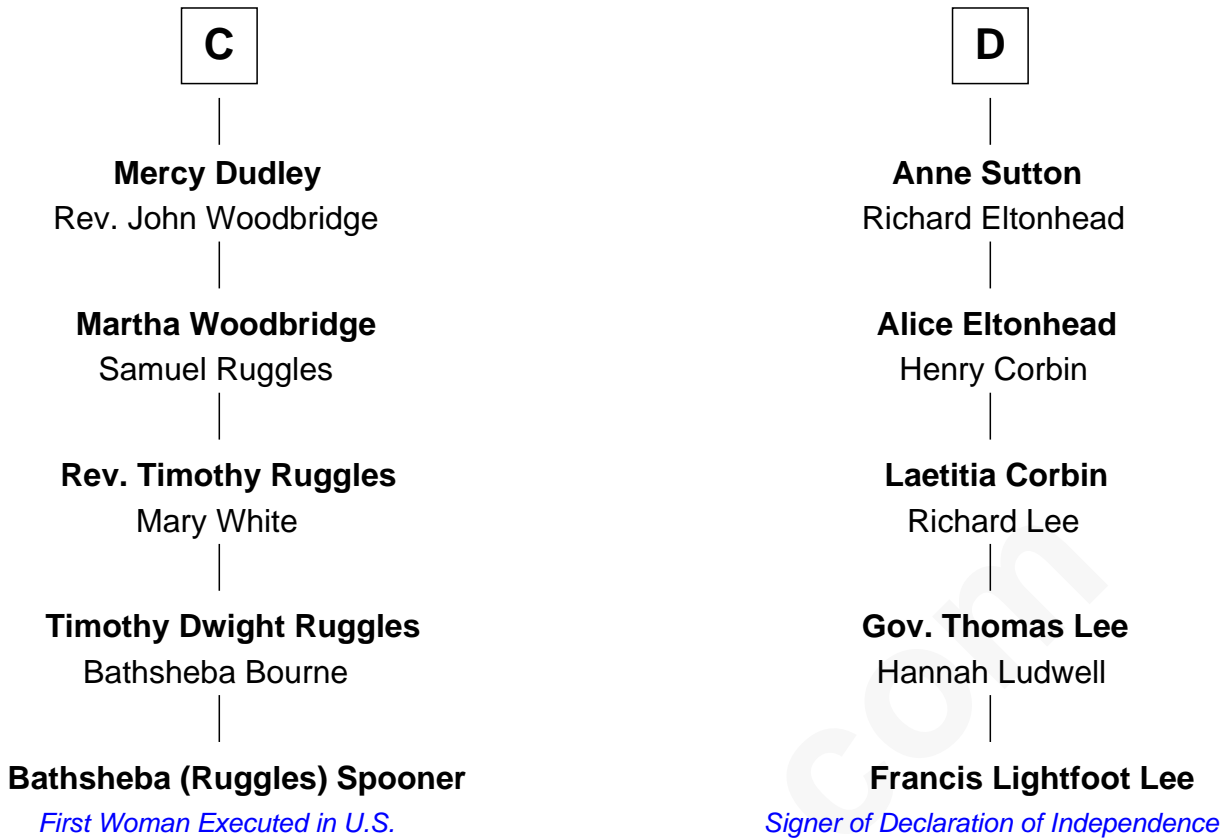 C
Mercy Dudley
Rev. John Woodbridge
Martha Woodbridge
Samuel Ruggles
Rev. Timothy Ruggles
Mary White
Timothy Dwight Ruggles
Bathsheba Bourne
Bathsheba (Ruggles) Spooner
First Woman Executed in U.S.
D
Anne Sutton
Richard Eltonhead
Alice Eltonhead
Henry Corbin
Laetitia Corbin
Richard Lee
Gov. Thomas Lee
Hannah Ludwell
Francis Lightfoot Lee
Signer of Declaration of Independence
com